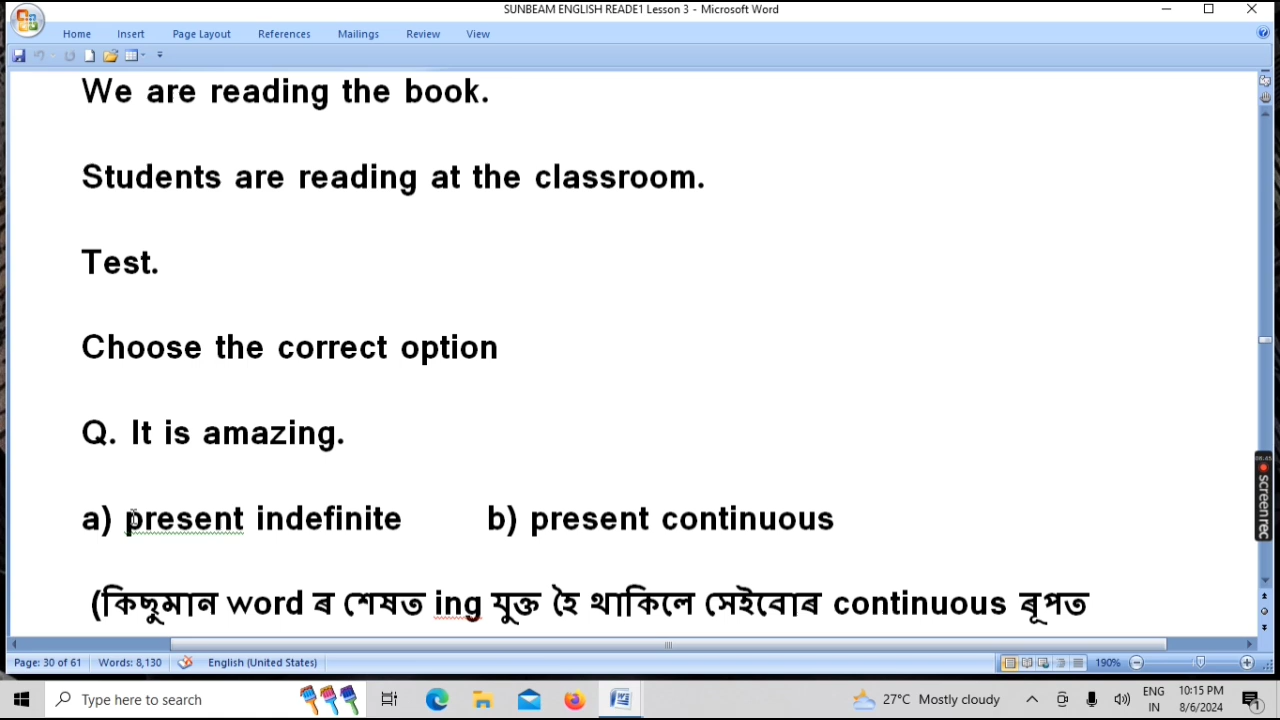 SUNBEAM ENGLISH READE1 Lesson 3 - Microsoft Word
Home Insert Page Layout References Mailings Review View
We are reading the book.
Students are reading at the classroom.
Test.
Choose the correct option
Q. It is amazing.
a) present indefinite b) present continuous
(কিছুমান word ৰ শেষত ing যুক্ত হৈ থাকিলে সেইবোৰ continuous ৰূপত
screen rec
Page: 30 of 61 Words: 8,130 English (United States) 190%
Type here to search 27°C Mostly cloudy ENG IN 10:15 PM 8/6/2024